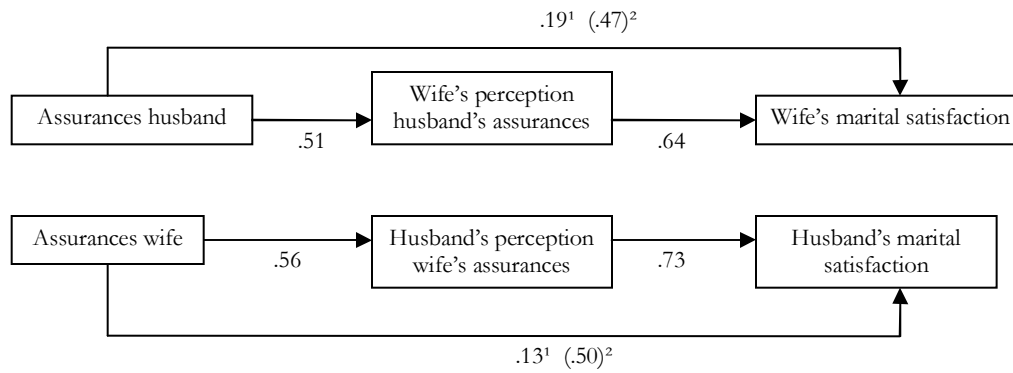 .19¹ (.47)²
Wife’s perception
husband’s assurances
Assurances husband
Wife’s marital satisfaction
.51
.64
Assurances wife
Husband’s perception
wife’s assurances
Husband’s marital
satisfaction
.56
.73
.13¹ (.50)²